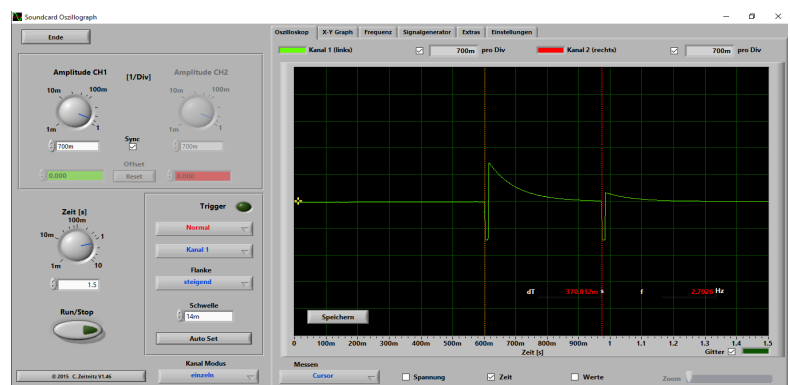 Soundcard Oszillograph
Ende
Amplitude CH1
[1/Div]
Amplitude CH2
10m
100m
1m
1
10m
100m
1m
1
Sync
700m
700m
Offset
0.000
Reset
0.000
Zeit [s]
100m
10m
1
1m
10
1.5
Run/Stop
Trigger
Normal
Kanal 1
Flanke
steigend
Schwelle
14m
Auto Set
Kanal Modus
einzeln
© 2015 C. Zeitnitz V1.46
Oszilloskop
X-Y Graph
Frequenz
Signalgenerator
Extras
Einstellungen
Kanal 1 (links)
700m
pro Div
Kanal 2 (rechts)
700m
pro Div
dT
370.012m
s
f
2.7026
Hz
Speichern
0
100m
200m
300m
400m
500m
600m
700m
800m
900m
1
1.1
1.2
1.3
1.4
1.5
Zeit [s]
Gitter
Messen
Cursor
Spannung
Zeit
Werte
Zoom